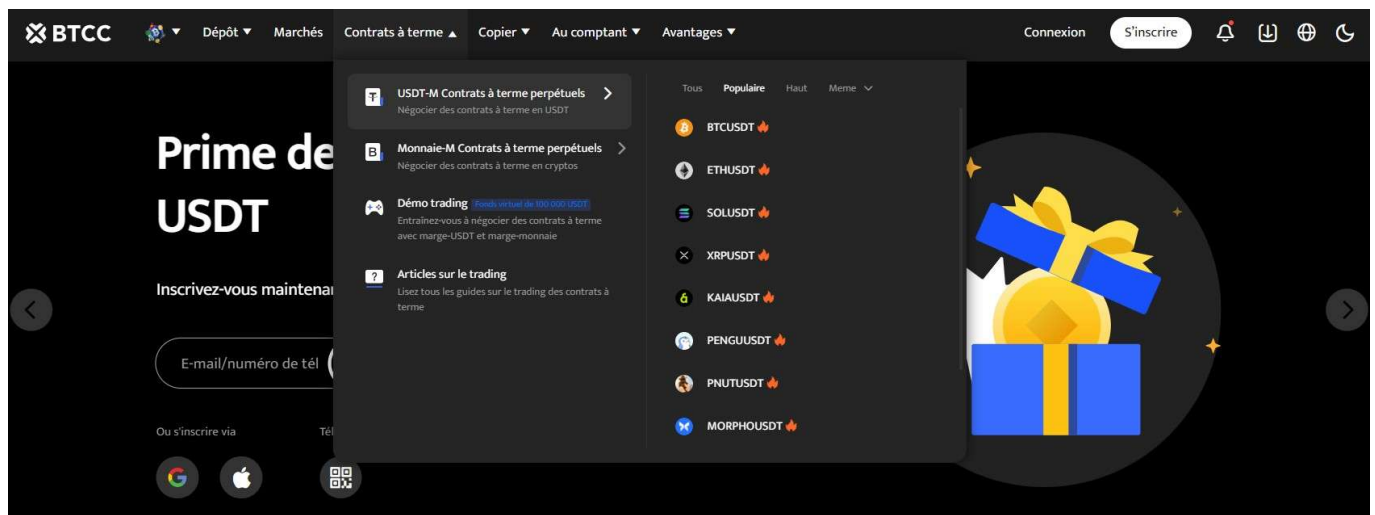 BTCC
Dépôt
Marchés
Contrats à terme
Copier
Au comptant
Avantages
Connexion
S'inscrire
Prime de
USDT
Inscrivez-vous maintenan
E-mail/numéro de tél
Ou s'inscrire via
Tél
USDT-M Contrats à terme perpétuels
Négocier des contrats à terme en USDT
Monnaie-M Contrats à terme perpétuels
Négocier des contrats à terme en cryptos
Démo trading Fonds virtuel de 100 000 USDT
Entraînez-vous à négocier des contrats à terme
avec marge-USDT et marge-monnaie
Articles sur le trading
Lisez tous les guides sur le trading des contrats à
terme
Tous
Populaire
Haut
Meme
BTCUSDT
ETHUSDT
SOLUSDT
XRPUSDT
KAIAUSDT
PENGUUSDT
PNUTUSDT
MORPHOUSDT